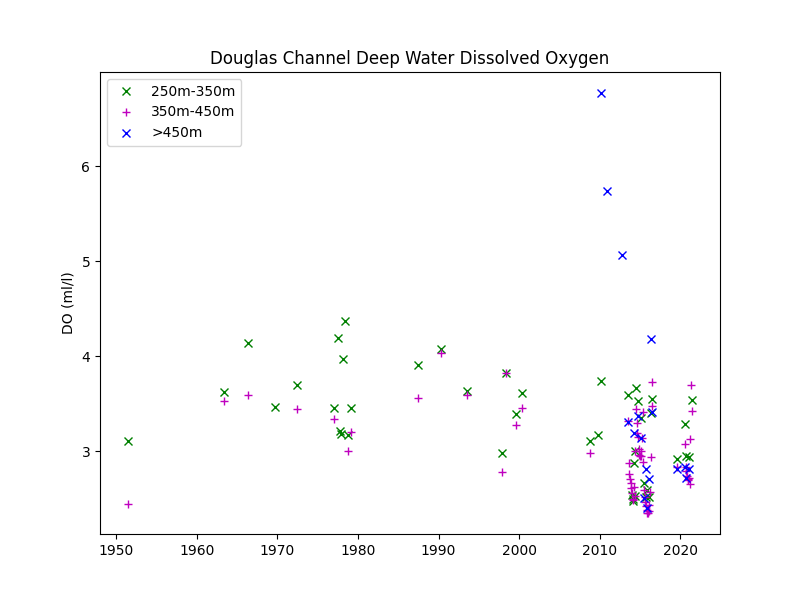 Douglas Channel Deep Water Dissolved Oxygen
250m-350m
350m-450m
>450m
DO (ml/l)
6
5
4
3
1950 1960 1970 1980 1990 2000 2010 2020